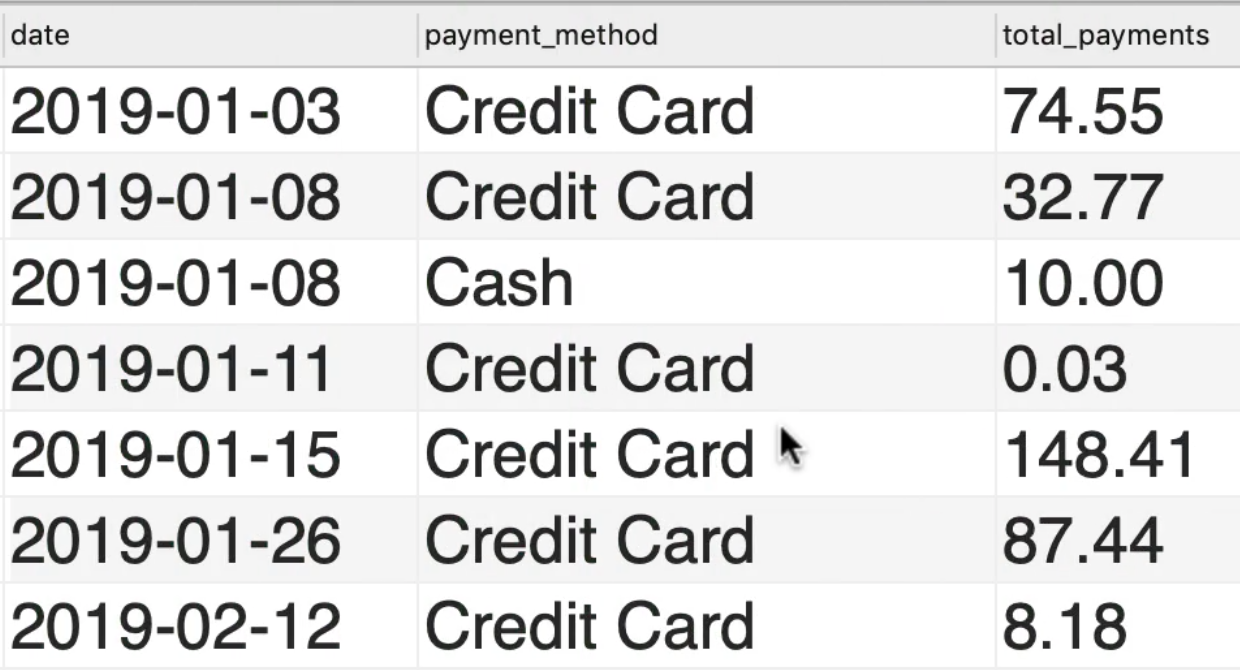 date payment_method total_payments
2019-01-03 Credit Card 74.55
2019-01-08 Credit Card 32.77
2019-01-08 Cash 10.00
2019-01-11 Credit Card 0.03
2019-01-15 Credit Card 148.41
2019-01-26 Credit Card 87.44
2019-02-12 Credit Card 8.18